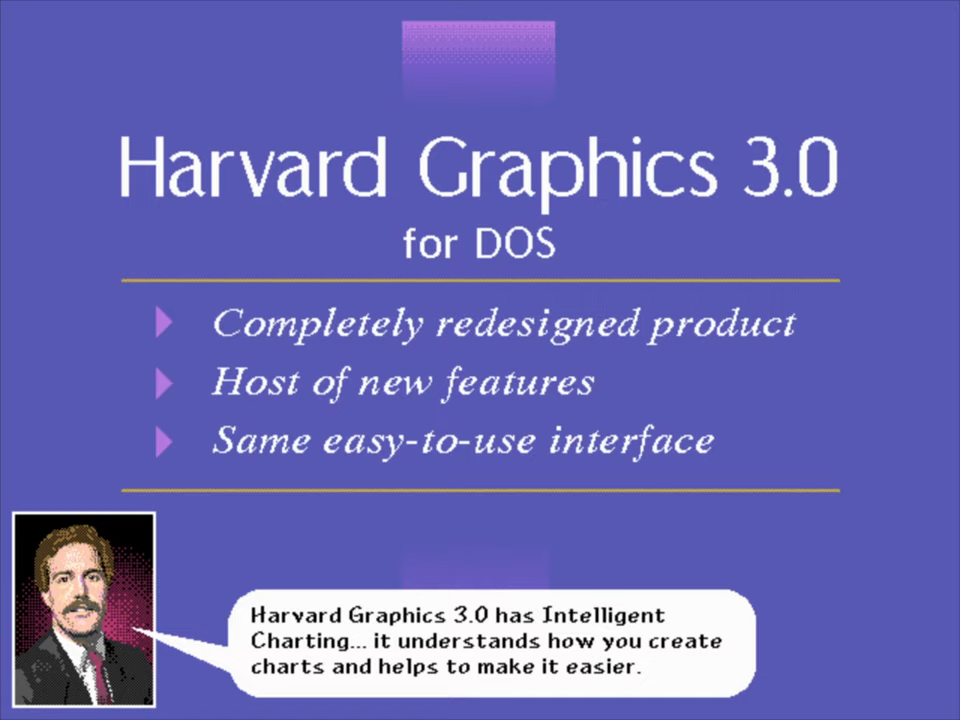 Harvard Graphics 3.0
for DOS
Completely redesigned product
Host of new features
Same easy-to-use interface
Harvard Graphics 3.0 has Intelligent
Charting... it understands how you create
charts and helps to make it easier.